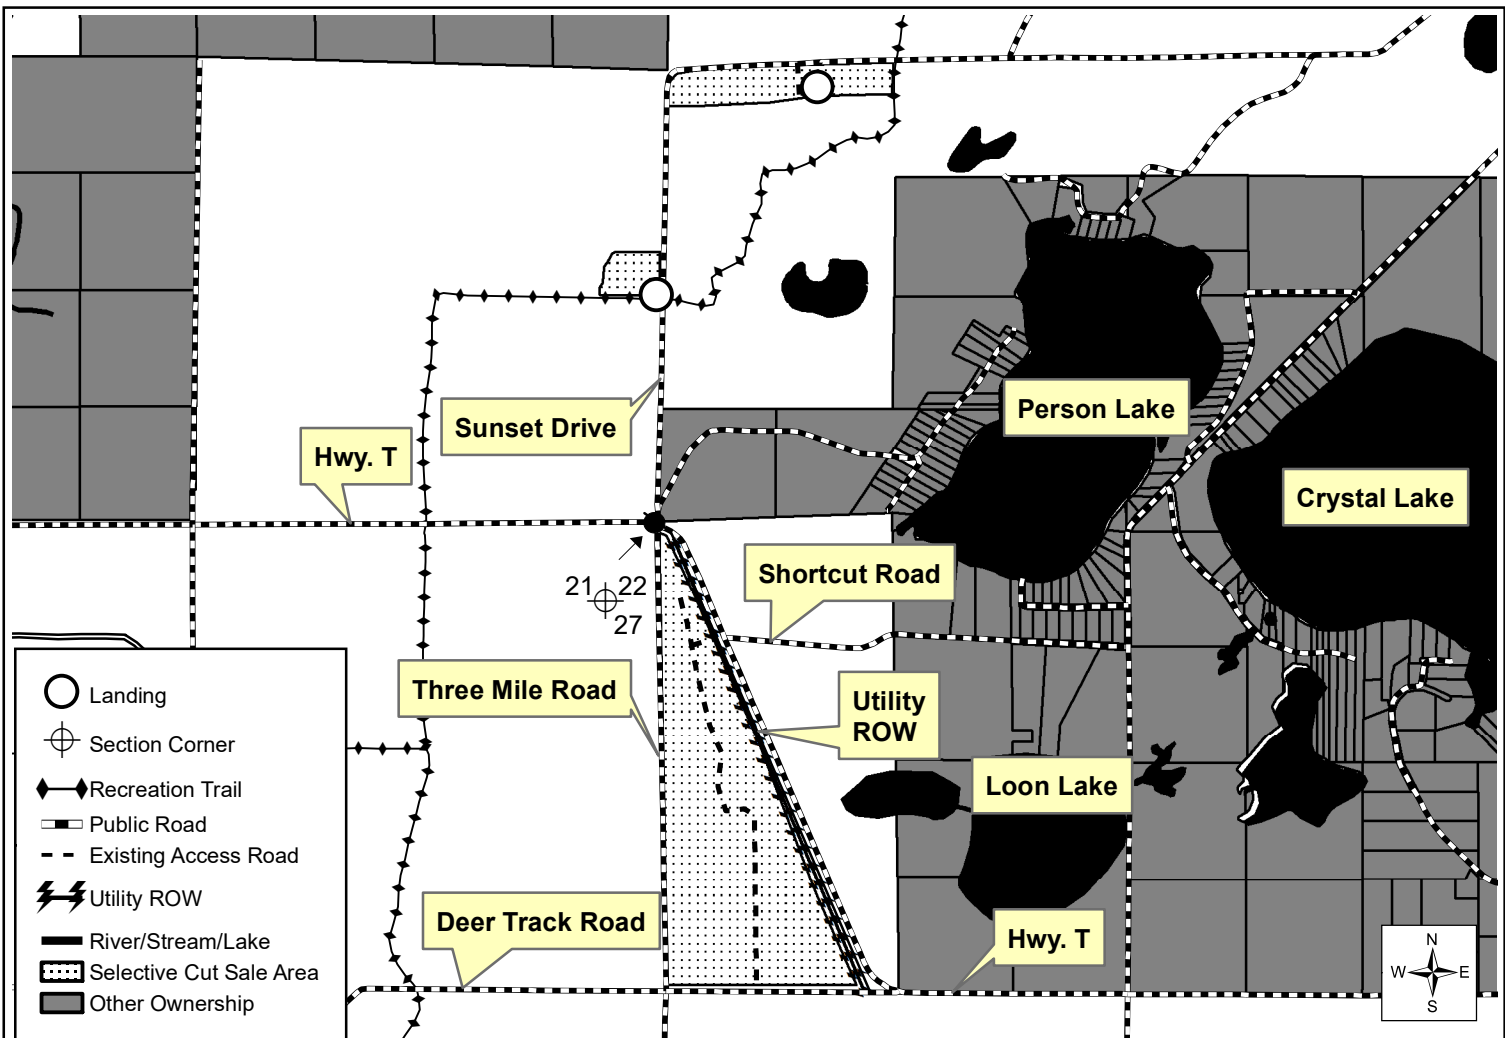 Person Lake
Sunset Drive
Hwy. T
Crystal Lake
Shortcut Road
21 22
27
Three Mile Road
Utility
ROW
Loon Lake
Deer Track Road
Hwy. T
Landing
Section Corner
Recreation Trail
Public Road
Existing Access Road
Utility ROW
River/Stream/Lake
Selective Cut Sale Area
Other Ownership
N
W E
S